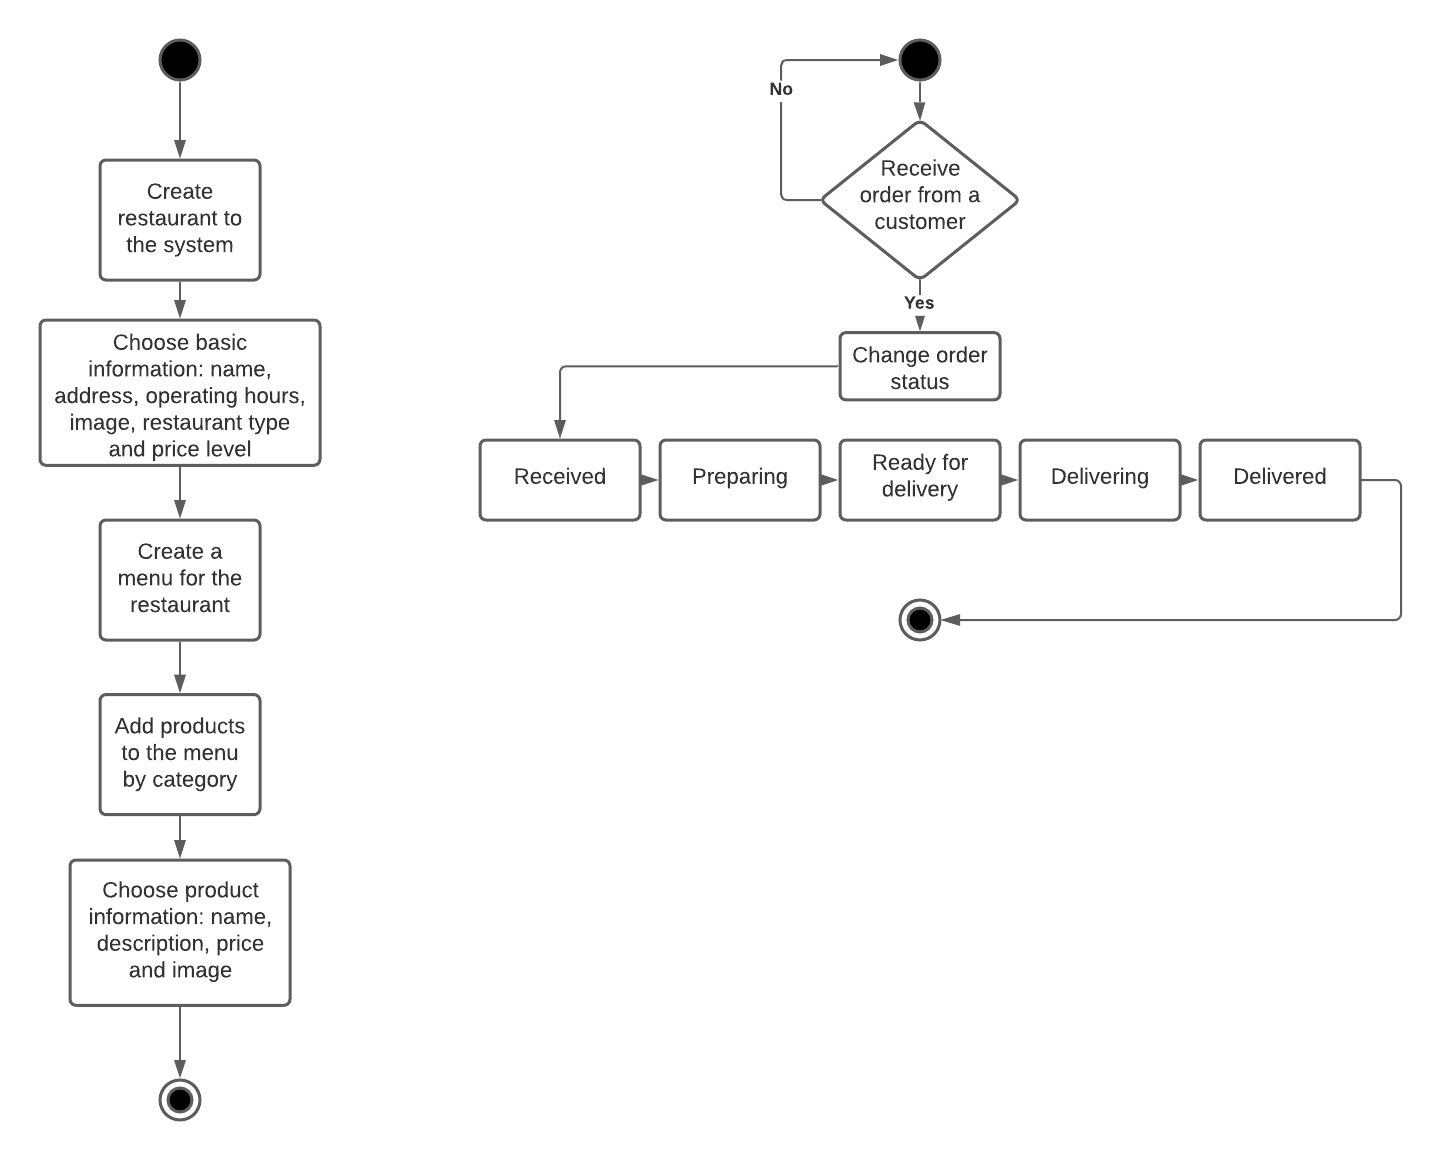 Create
restaurant to
the system
Choose basic
information: name,
address, operating hours,
image, restaurant type
and price level
Create a
menu for the
restaurant
Add products
to the menu
by category
Choose product
information: name,
description, price
and image
No
Receive
order from a
customer
Yes
Change order
status
Received
Preparing
Ready for
delivery
Delivering
Delivered